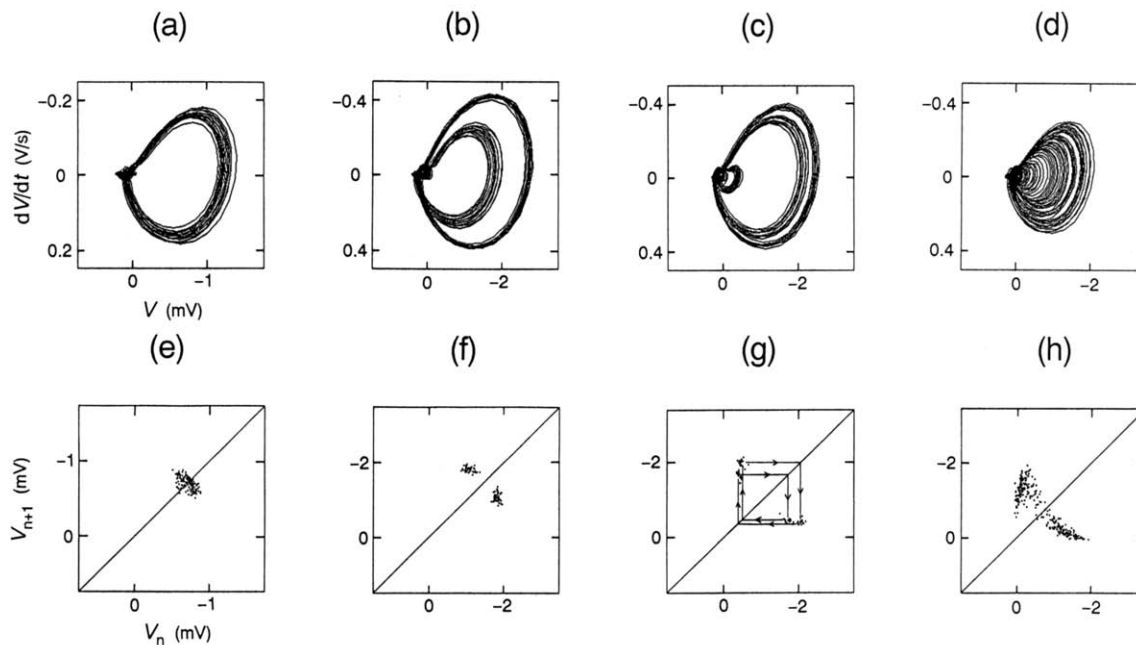 (a) (b) (c) (d)
-0.2 -0.4 -0.4 -0.4
dV/dt (V/s)
0 0 0 0
0.2 0.4 0.4 0.4
0 -1 0 -2 0 -2 0 -2
V (mV)
(e) (f) (g) (h)
-1 -2 -2 -2
V_{n+1} (mV)
0 0 0 0
0 -1 0 -2 0 -2 0 -2
V_n (mV)